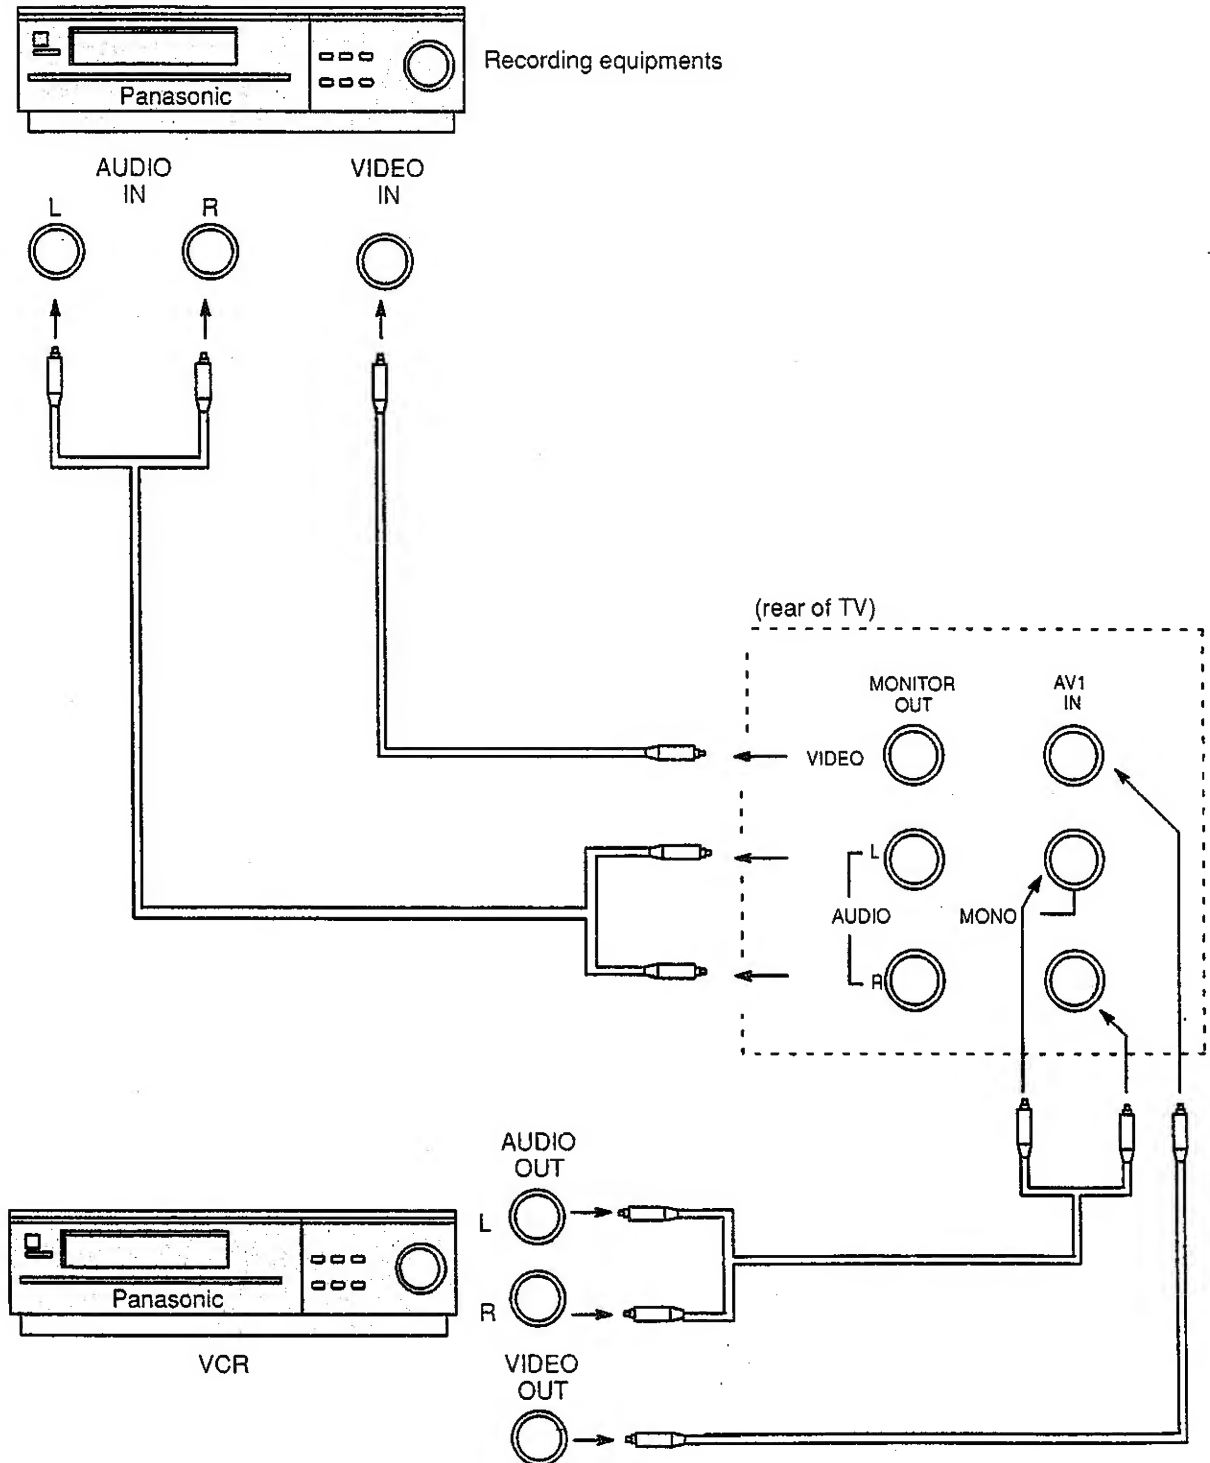 Recording equipments
Panasonic
AUDIO
IN
VIDEO
IN
L
R
(rear of TV)
MONITOR
OUT
AV1
IN
VIDEO
L
AUDIO
MONO
R
AUDIO
OUT
L
R
Panasonic
VCR
VIDEO
OUT